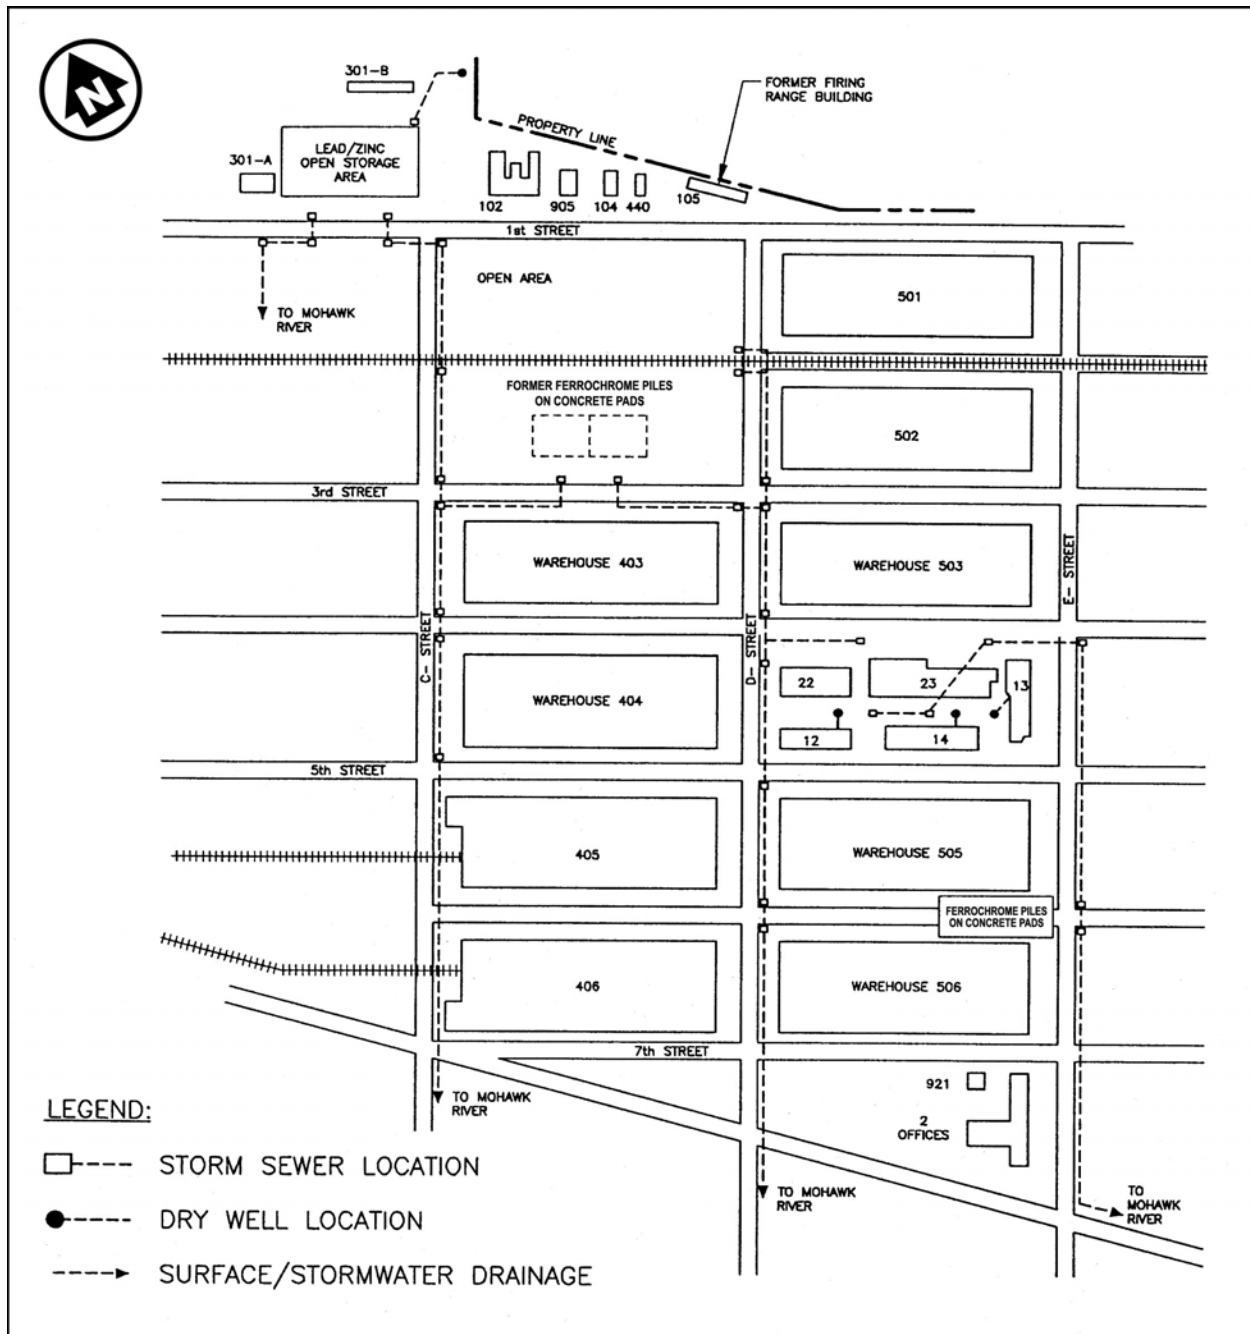 N
301-B
FORMER FIRING
RANGE BUILDING
PROPERTY LINE
LEAD/ZINC
OPEN STORAGE
AREA
301-A
102
905
104
440
105
1st STREET
OPEN AREA
501
TO MOHAWK
RIVER
FORMER FERROCHROME PILES
ON CONCRETE PADS
502
3rd STREET
WAREHOUSE 403
WAREHOUSE 503
E- STREET
C- STREET
D- STREET
WAREHOUSE 404
22
23
13
12
14
5th STREET
405
WAREHOUSE 505
FERROCHROME PILES
ON CONCRETE PADS
406
WAREHOUSE 506
7th STREET
921
2
OFFICES
TO MOHAWK
RIVER
TO MOHAWK
RIVER
TO
MOHAWK
RIVER
LEGEND:
STORM SEWER LOCATION
DRY WELL LOCATION
SURFACE/STORMWATER DRAINAGE